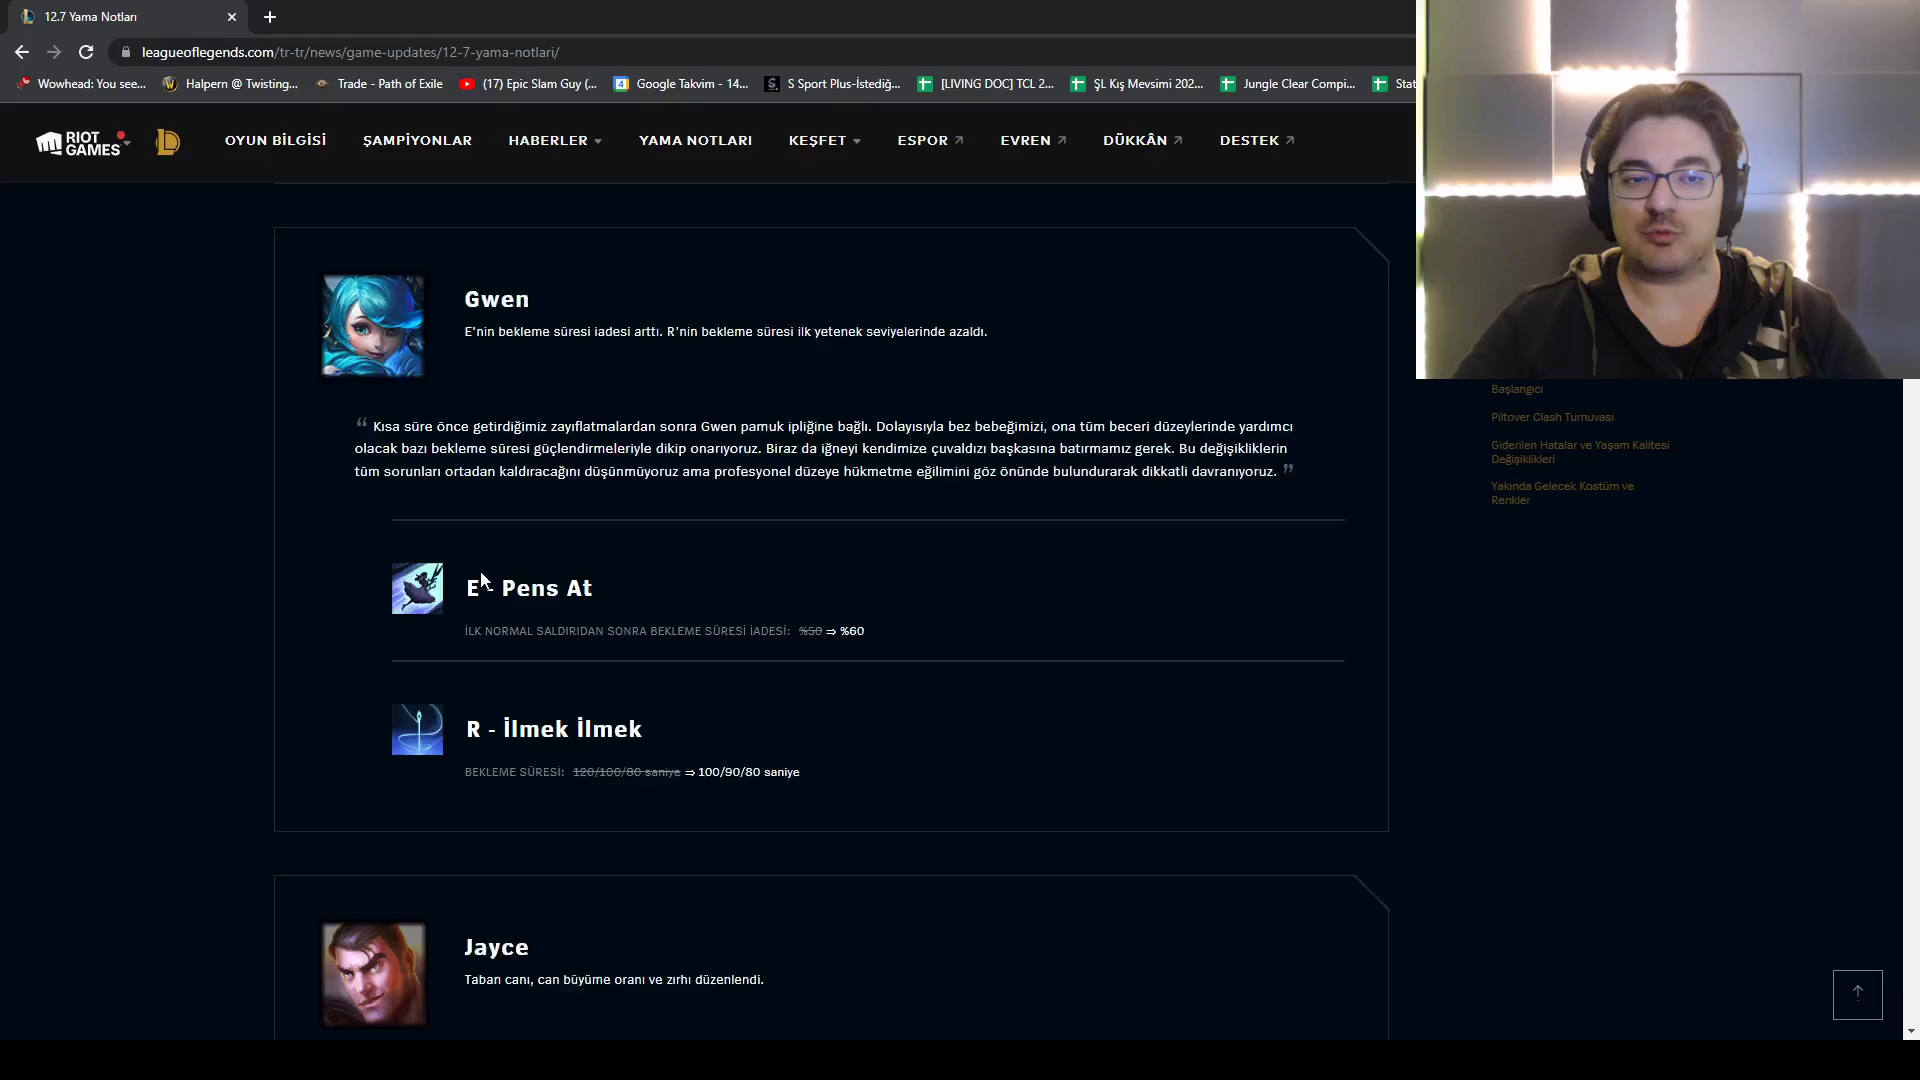 12.7 Yama Notları
leagueoflegends.com/tr-tr/news/game-updates/12-7-yama-notlari/
Wowhead: You see...
Halpern @ Twisting...
Trade - Path of Exile
(17) Epic Slam Guy (...
Google Takvim - 14...
S Sport Plus-İstediğ...
[LIVING DOC] TCL 2...
ŞL Kış Mevsimi 202...
Jungle Clear Compi...
Stat
RIOT
GAMES
OYUN BİLGİSİ
ŞAMPİYONLAR
HABERLER
YAMA NOTLARI
KEŞFET
ESPOR
EVREN
DÜKKÂN
DESTEK
Gwen
E'nin bekleme süresi iadesi arttı. R'nin bekleme süresi ilk yetenek seviyelerinde azaldı.
“ Kısa süre önce getirdiğimiz zayıflatmalardan sonra Gwen pamuk ipliğine bağlı. Dolayısıyla bez bebeğimizi, ona tüm beceri düzeylerinde yardımcı
olacak bazı bekleme süresi güçlendirmeleriyle dikip onarıyoruz. Biraz da iğneyi kendimize çuvaldızı başkasına batırmamız gerek. Bu değişikliklerin
tüm sorunları ortadan kaldıracağını düşünmüyoruz ama profesyonel düzeye hükmetme eğilimini göz önünde bulundurarak dikkatli davranıyoruz. ”
E - Pens At
İLK NORMAL SALDIRIDAN SONRA BEKLEME SÜRESİ İADESİ: %50 ⇒ %60
R - İlmek İlmek
BEKLEME SÜRESİ: 120/100/80 saniye ⇒ 100/90/80 saniye
Jayce
Taban canı, can büyüme oranı ve zırhı düzenlendi.
Başlangıcı
Piltover Clash Turnuvası
Giderilen Hatalar ve Yaşam Kalitesi
Değişiklikleri
Yakında Gelecek Kostüm ve
Renkler